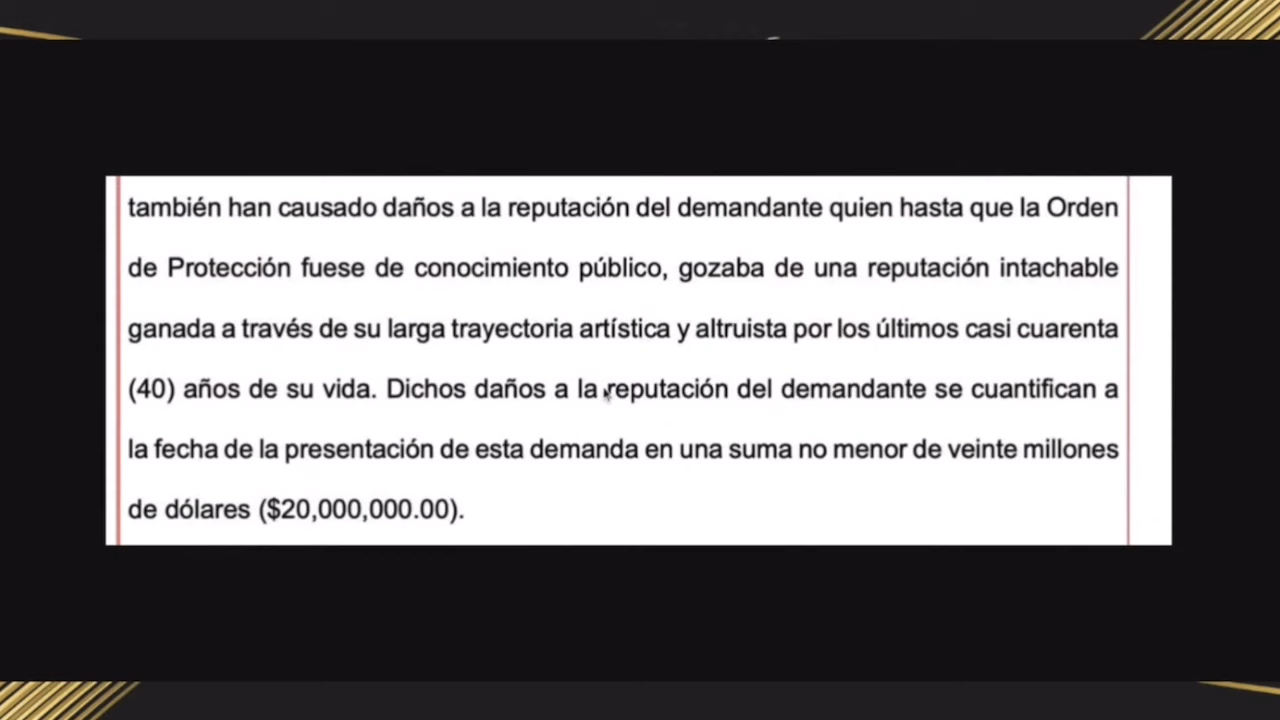 también han causado daños a la reputación del demandante quien hasta que la Orden
de Protección fuese de conocimiento público, gozaba de una reputación intachable
ganada a través de su larga trayectoria artística y altruista por los últimos casi cuarenta
(40) años de su vida. Dichos daños a la reputación del demandante se cuantifican a
la fecha de la presentación de esta demanda en una suma no menor de veinte millones
de dólares ($20,000,000.00).